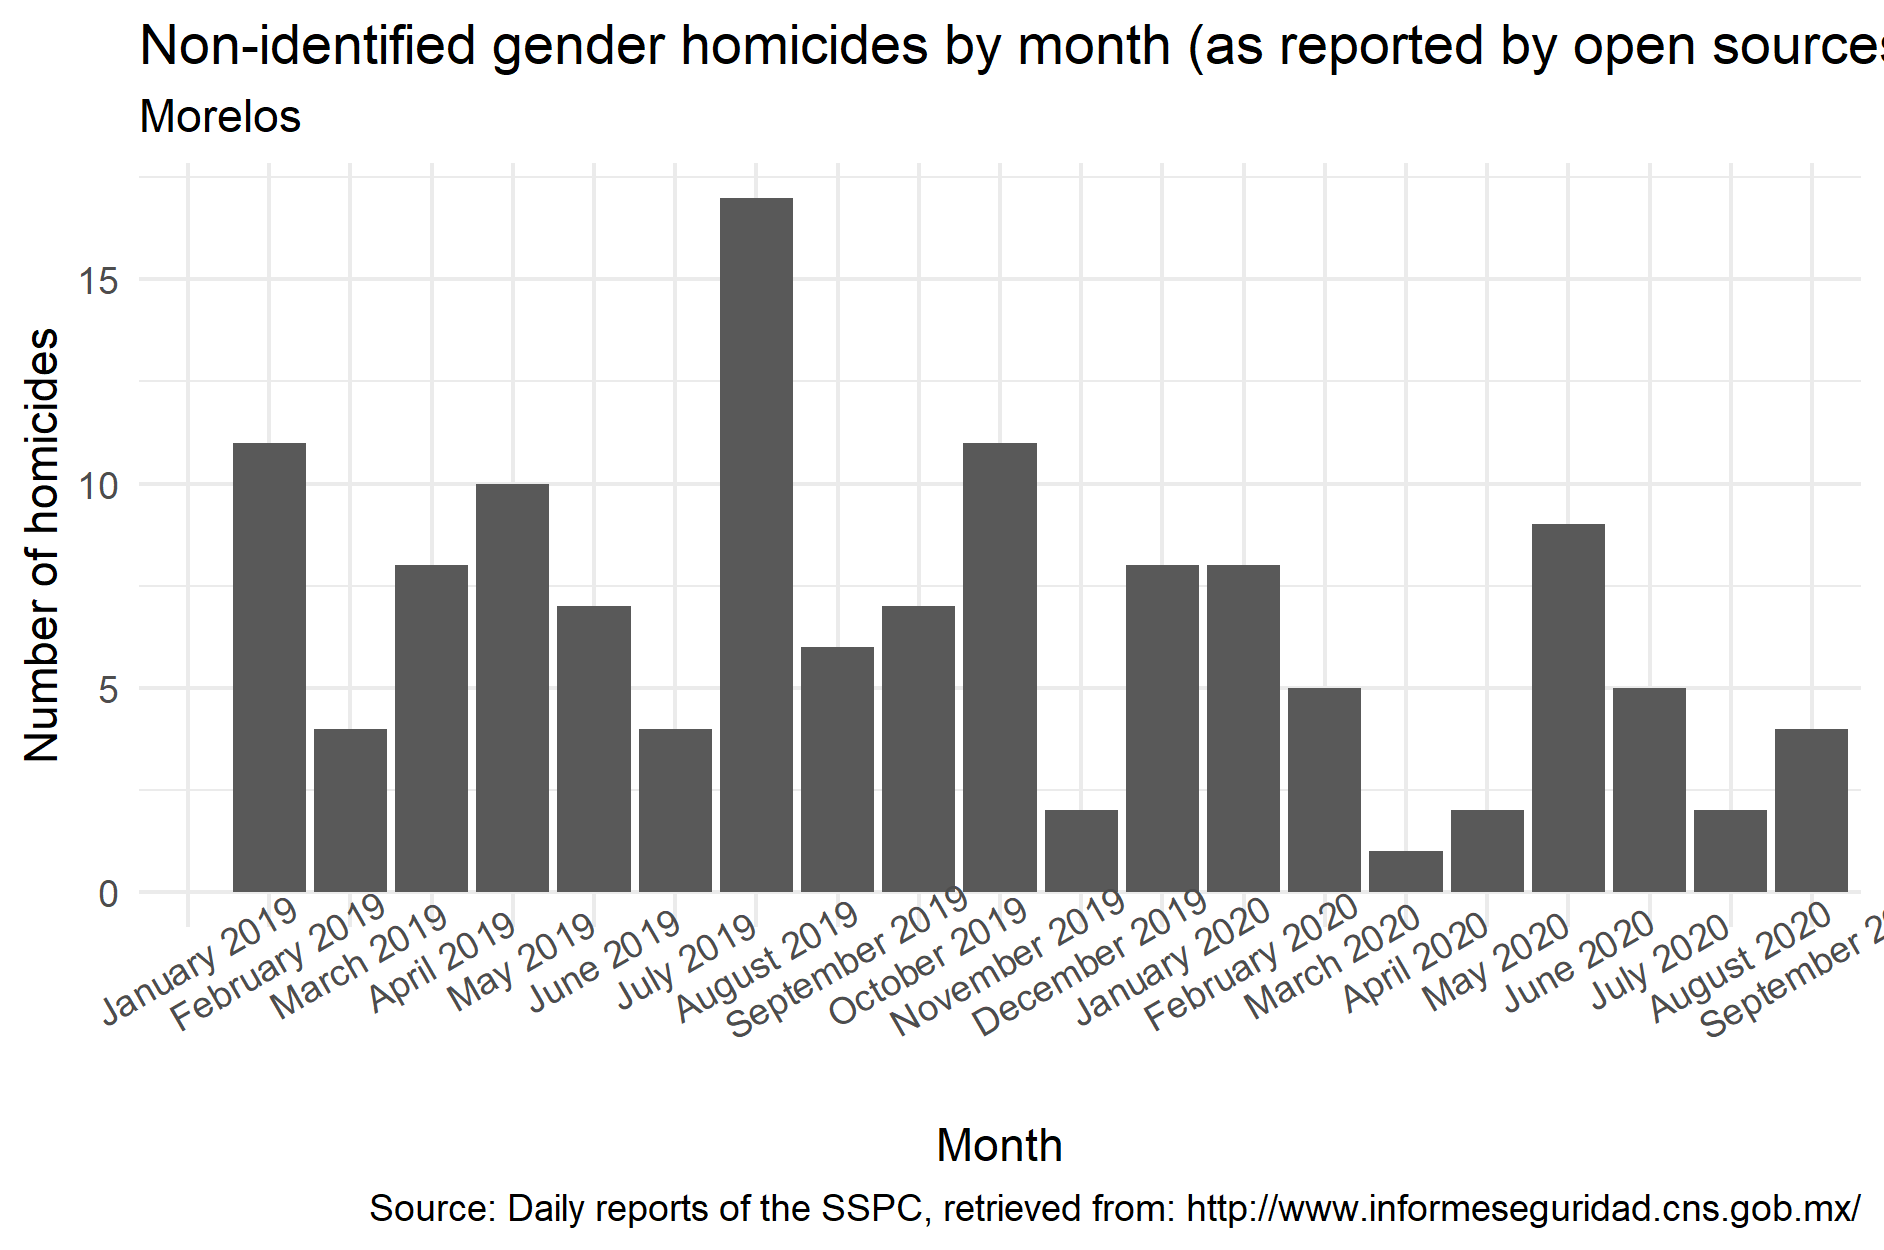 Non-identified gender homicides by month (as reported by open sources
Morelos
Number of homicides
15
10
5
0
January 2019
February 2019
March 2019
April 2019
May 2019
June 2019
July 2019
August 2019
September 2019
October 2019
November 2019
December 2019
January 2020
February 2020
March 2020
April 2020
May 2020
June 2020
July 2020
August 2020
September 2
Month
Source: Daily reports of the SSPC, retrieved from: http://www.informeseguridad.cns.gob.mx/